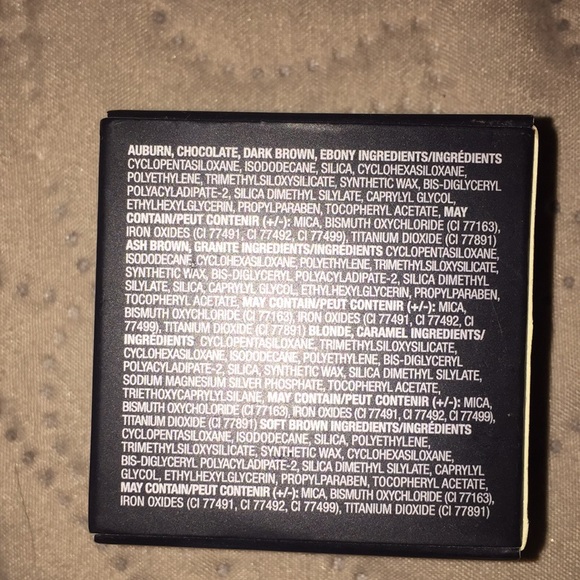 AUBURN, CHOCOLATE, DARK BROWN, EBONY INGREDIENTS/INGRÉDIENTS
CYCLOPENTASILOXANE, ISODODECANE, SILICA, CYCLOHEXASILOXANE,
POLYETHYLENE, TRIMETHYLSILOXYSILICATE, SYNTHETIC WAX, BIS-DIGLYCERYL
POLYACYLADIPATE-2, SILICA DIMETHYL SILYLATE, CAPRYLYL GLYCOL,
ETHYLHEXYLGLYCERIN, PROPYLPARABEN, TOCOPHERYL ACETATE, MAY
CONTAIN/PEUT CONTENIR (+/-): MICA, BISMUTH OXYCHLORIDE (CI 77163),
IRON OXIDES (CI 77491, CI 77492, CI 77499), TITANIUM DIOXIDE (CI 77891)
ASH BROWN, GRANITE INGREDIENTS/INGRÉDIENTS CYCLOPENTASILOXANE,
ISODODECANE, CYCLOHEXASILOXANE, POLYETHYLENE, TRIMETHYLSILOXYSILICATE,
SYNTHETIC WAX, BIS-DIGLYCERYL POLYACYLADIPATE-2, SILICA DIMETHYL
SILYLATE, SILICA, CAPRYLYL GLYCOL, ETHYLHEXYLGLYCERIN, PROPYLPARABEN,
TOCOPHERYL ACETATE, MAY CONTAIN/PEUT CONTENIR (+/-): MICA,
BISMUTH OXYCHLORIDE (CI 77163), IRON OXIDES (CI 77491, CI 77492, CI
77499), TITANIUM DIOXIDE (CI 77891) BLONDE, CARAMEL INGREDIENTS/
INGRÉDIENTS CYCLOPENTASILOXANE, TRIMETHYLSILOXYSILICATE,
CYCLOHEXASILOXANE, ISODODECANE, POLYETHYLENE, BIS-DIGLYCERYL
POLYACYLADIPATE-2, SILICA, SYNTHETIC WAX, SILICA DIMETHYL SILYLATE,
SODIUM MAGNESIUM SILVER PHOSPHATE, TOCOPHERYL ACETATE,
TRIETHOXYCAPRYLYLSILANE, MAY CONTAIN/PEUT CONTENIR (+/-): MICA,
BISMUTH OXYCHOLORIDE (CI 77163), IRON OXIDES (CI 77491, CI 77492, CI 77499),
TITANIUM DIOXIDE (CI 77891) SOFT BROWN INGREDIENTS/INGRÉDIENTS
CYCLOPENTASILOXANE, ISODODECANE, SILICA, POLYETHYLENE,
TRIMETHYLSILOXYSILICATE, SYNTHETIC WAX, CYCLOHEXASILOXANE,
BIS-DIGLYCERYL POLYACYLADIPATE-2, SILICA DIMETHYL SILYLATE, CAPRYLYL
GLYCOL, ETHYLHEXYLGLYCERIN, PROPYLPARABEN, TOCOPHERYL ACETATE,
MAY CONTAIN/PEUT CONTENIR (+/-): MICA, BISMUTH OXYCHLORIDE (CI 77163),
IRON OXIDES (CI 77491, CI 77492, CI 77499), TITANIUM DIOXIDE (CI 77891)